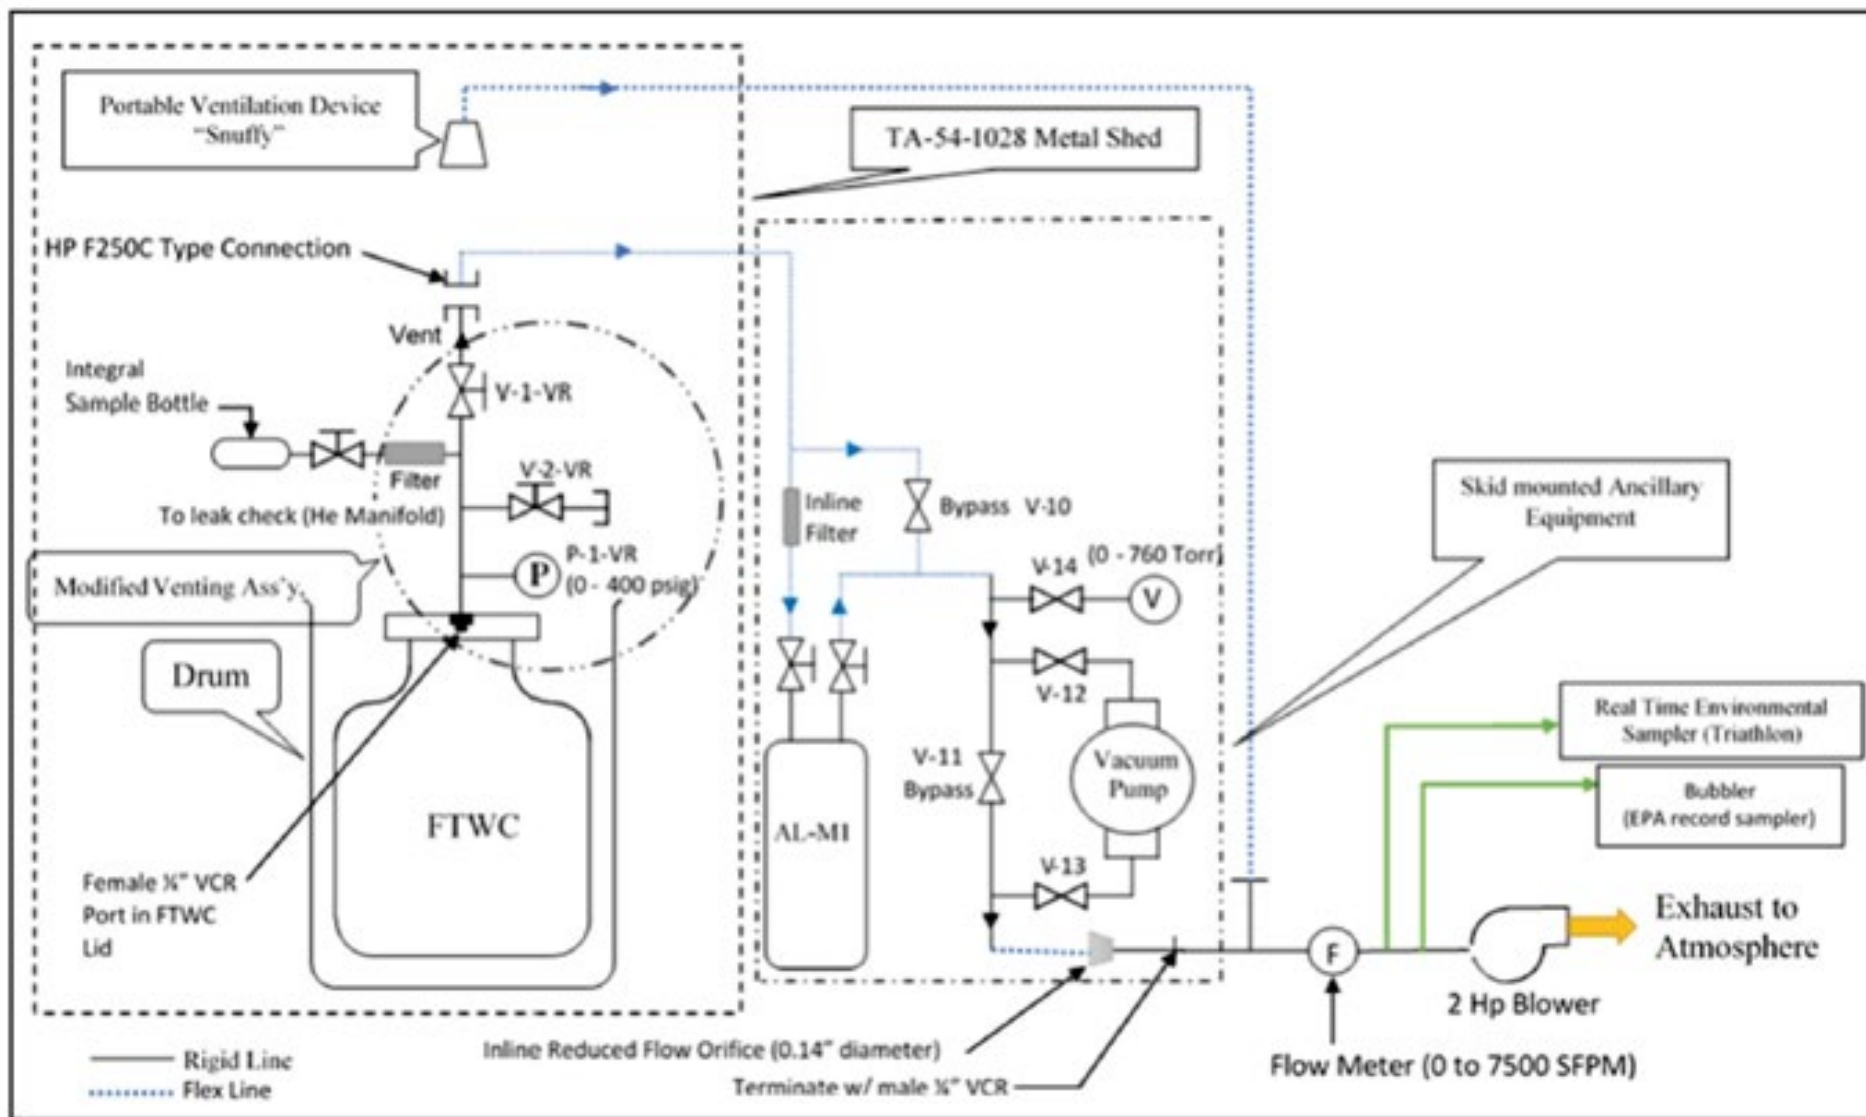 Portable Ventilation Device
“Snuffy”
TA-54-1028 Metal Shed
HP F250C Type Connection
Vent
Integral
Sample Bottle
V-1-VR
Filter
V-2-VR
To leak check (He Manifold)
P
P-1-VR
(0 - 400 psig)
Modified Venting Ass'y.
Drum
FTWC
Female ¼” VCR
Port in FTWC
Lid
Inline
Filter
Bypass V-10
V-14
(0 - 760 Torr)
V
V-12
V-11
Bypass
Vacuum
Pump
AL-M1
V-13
Skid mounted Ancillary
Equipment
Real Time Environmental
Sampler (Triathlon)
Bubbler
(EPA record sampler)
Exhaust to
Atmosphere
F
2 Hp Blower
Flow Meter (0 to 7500 SFPM)
Inline Reduced Flow Orifice (0.14” diameter)
Terminate w/ male ¼” VCR
Rigid Line
Flex Line